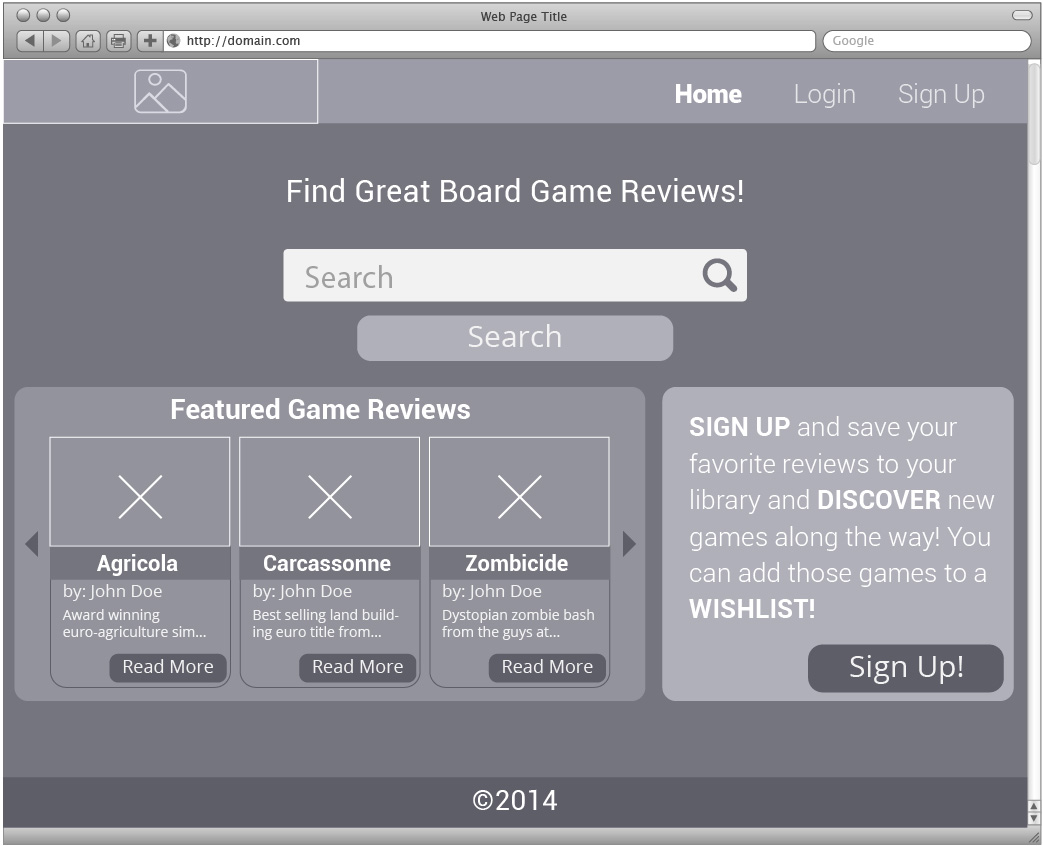 Web Page Title
http://domain.com
Google
Home Login Sign Up
Find Great Board Game Reviews!
Search
Search
Featured Game Reviews
Agricola
by: John Doe
Award winning
euro-agriculture sim...
Read More
Carcassonne
by: John Doe
Best selling land build-
ing euro title from...
Read More
Zombicide
by: John Doe
Dystopian zombie bash
from the guys at...
Read More
SIGN UP and save your
favorite reviews to your
library and DISCOVER new
games along the way! You
can add those games to a
WISHLIST!
Sign Up!
©2014